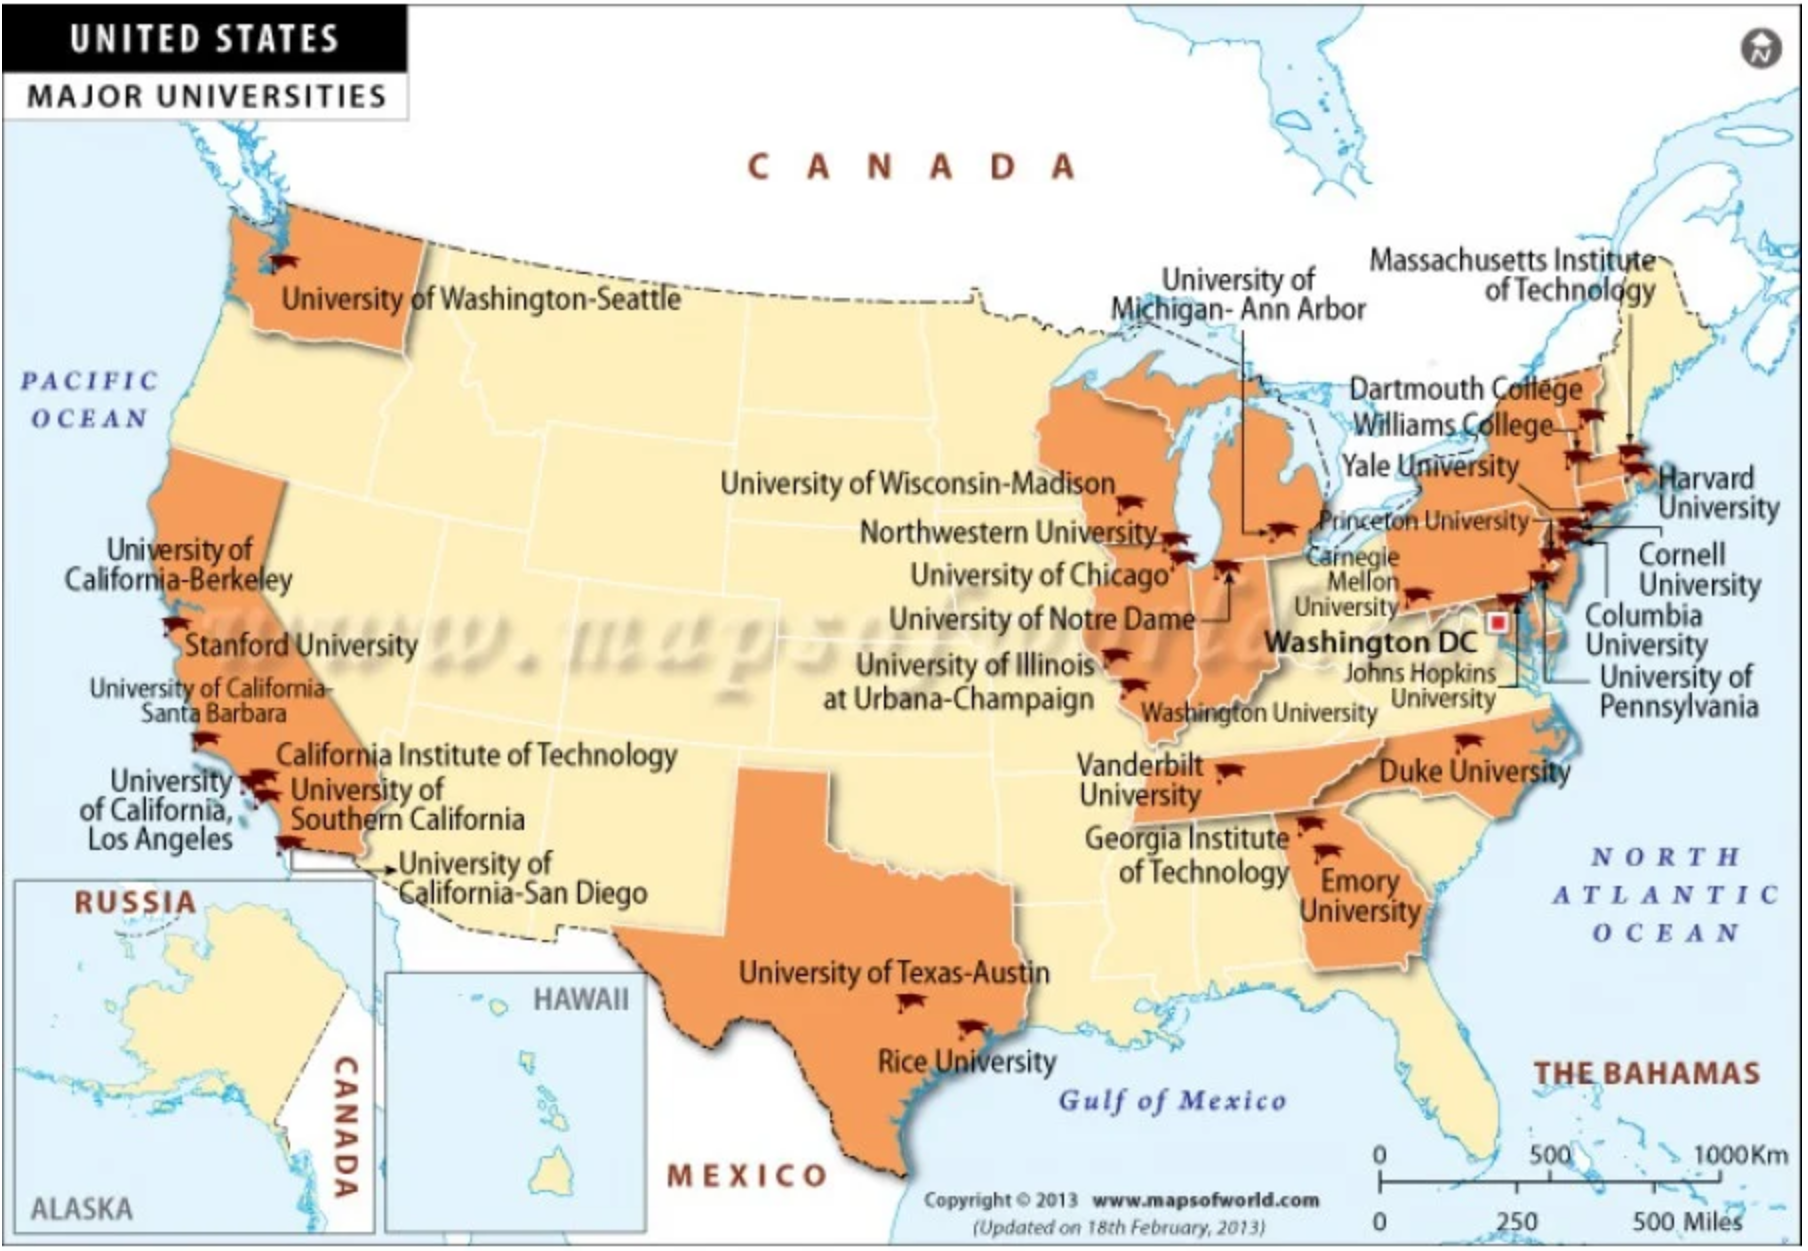 UNITED STATES
MAJOR UNIVERSITIES
N
CANADA
Massachusetts Institute
of Technology
University of
Michigan- Ann Arbor
University of Washington-Seattle
PACIFIC
OCEAN
Dartmouth College
Williams College
Yale University
University of Wisconsin-Madison
Harvard
University
Northwestern University
Princeton University
University of
California-Berkeley
University of Chicago
Carnegie
Mellon
University
Cornell
University
University of Notre Dame
Columbia
University
www.mapsofworld
Stanford University
Washington DC
University of Illinois
at Urbana-Champaign
Johns Hopkins
University
University of
Pennsylvania
University of California-
Santa Barbara
Washington University
California Institute of Technology
Vanderbilt
University
Duke University
University
of California,
Los Angeles
University of
Southern California
Georgia Institute
of Technology
University of
California-San Diego
Emory
University
NORTH
ATLANTIC
OCEAN
RUSSIA
CANADA
ALASKA
HAWAII
University of Texas-Austin
Rice University
Gulf of Mexico
THE BAHAMAS
MEXICO
0 500 1000Km
0 250 500 Miles
Copyright © 2013 www.mapsofworld.com
(Updated on 18th February, 2013)